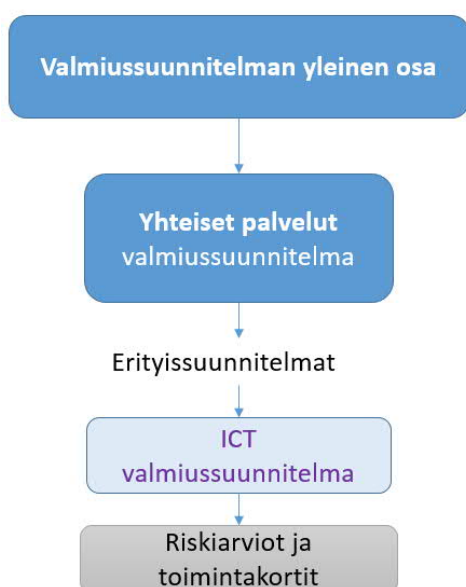 Valmiussuunnitelman yleinen osa
Yhteiset palvelut
valmiussuunnitelma
Erityissuunnitelmat
ICT
valmiussuunnitelma
Riskiarviot ja
toimintakortit